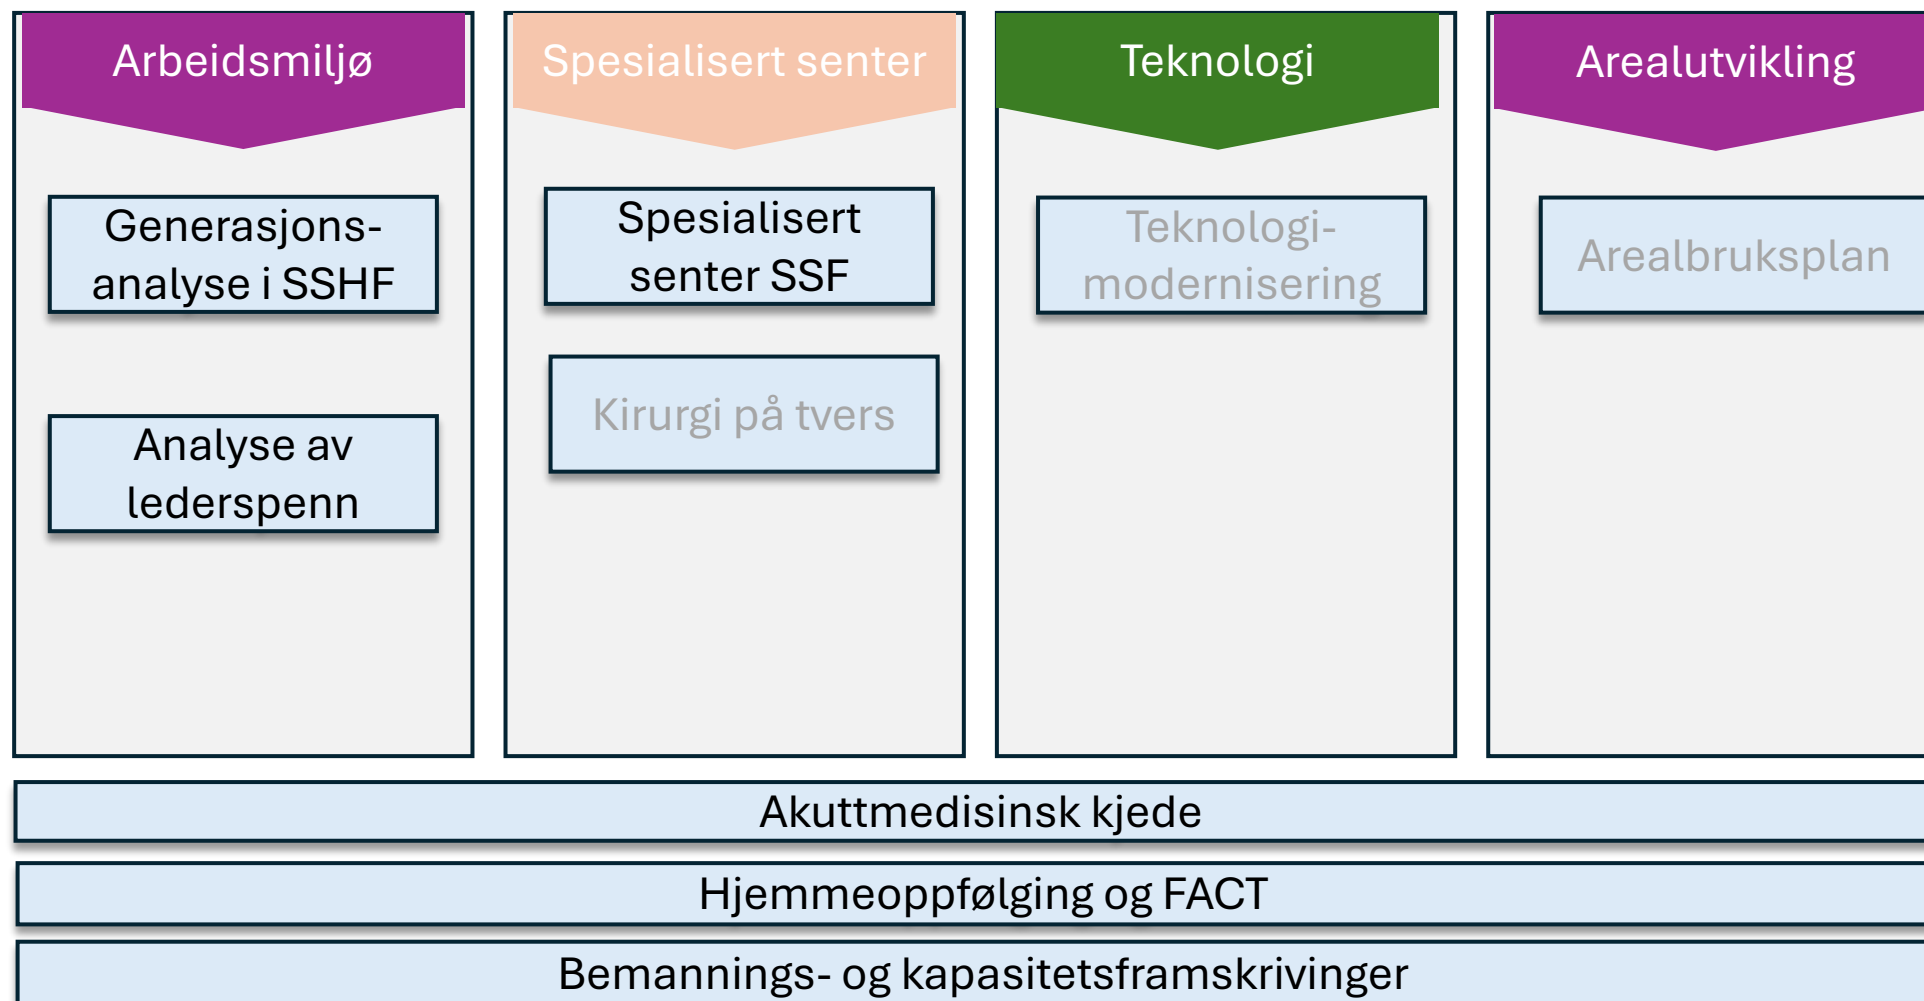 Arbeidsmiljø
Spesialisert senter
Teknologi
Arealutvikling
Generasjons-
analyse i SSHF
Analyse av
lederspenn
Spesialisert
senter SSF
Kirurgi på tvers
Teknologi-
modernisering
Arealbruksplan
Akuttmedisinsk kjede
Hjemmeoppfølging og FACT
Bemannings- og kapasitetsframskrivinger